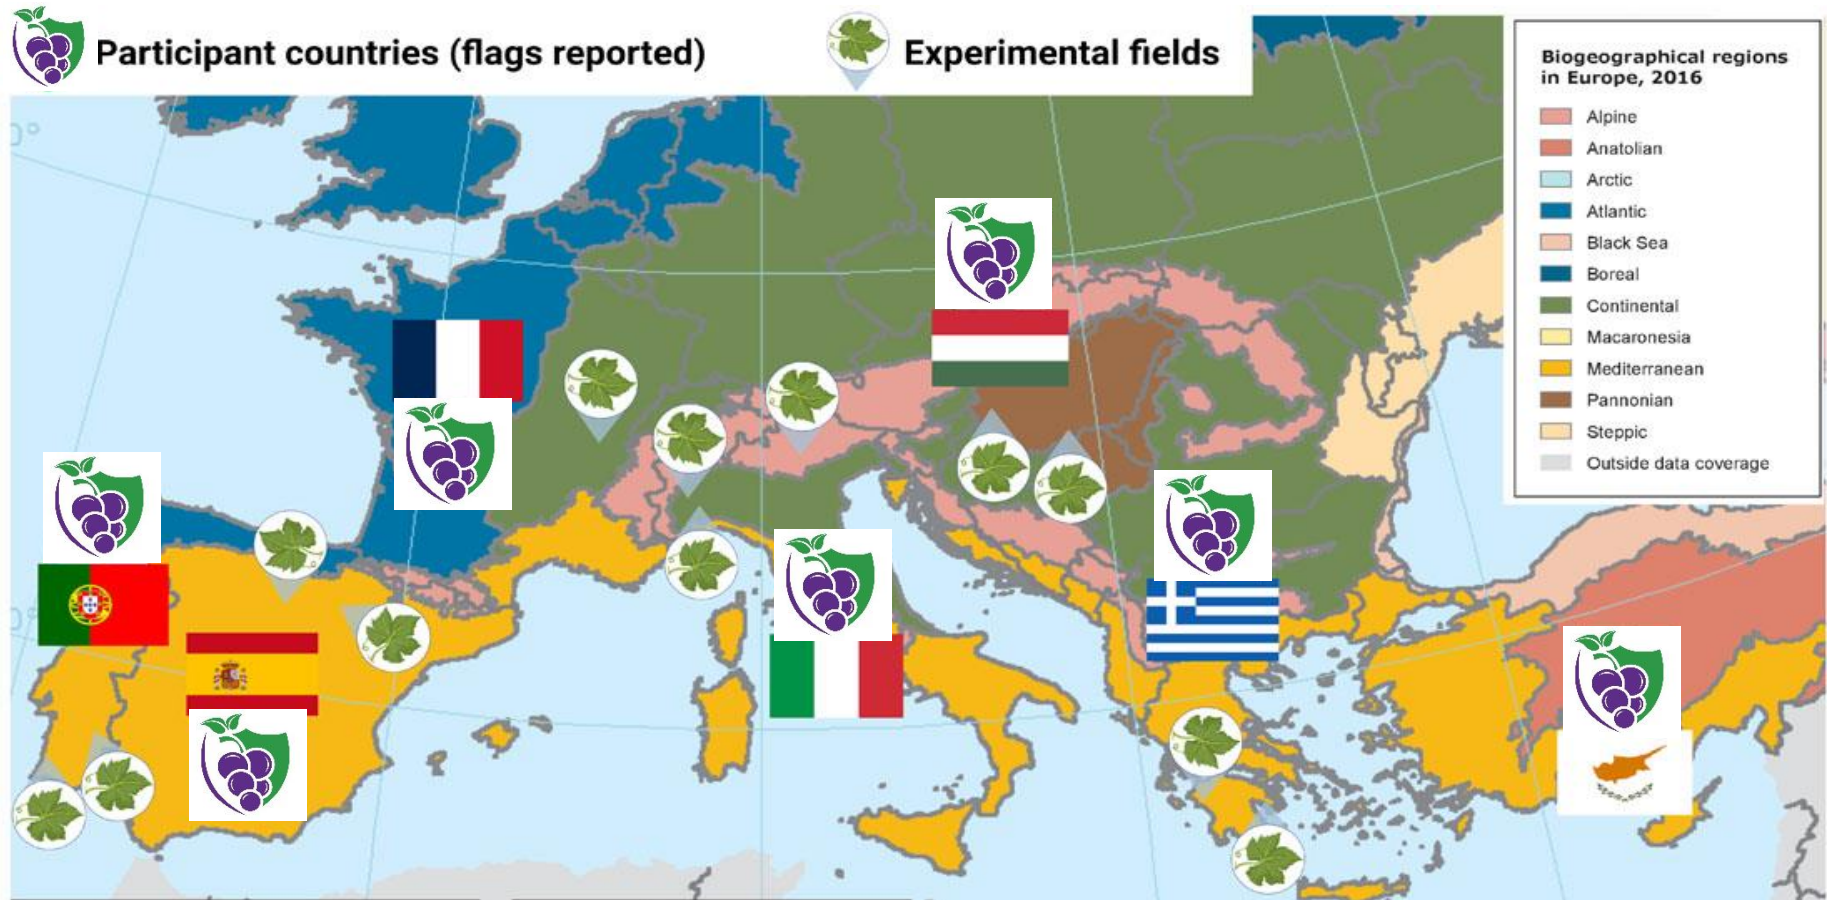 Participant countries (flags reported)
Experimental fields
Biogeographical regions
in Europe, 2016
Alpine
Anatolian
Arctic
Atlantic
Black Sea
Boreal
Continental
Macaronesia
Mediterranean
Pannonian
Steppic
Outside data coverage